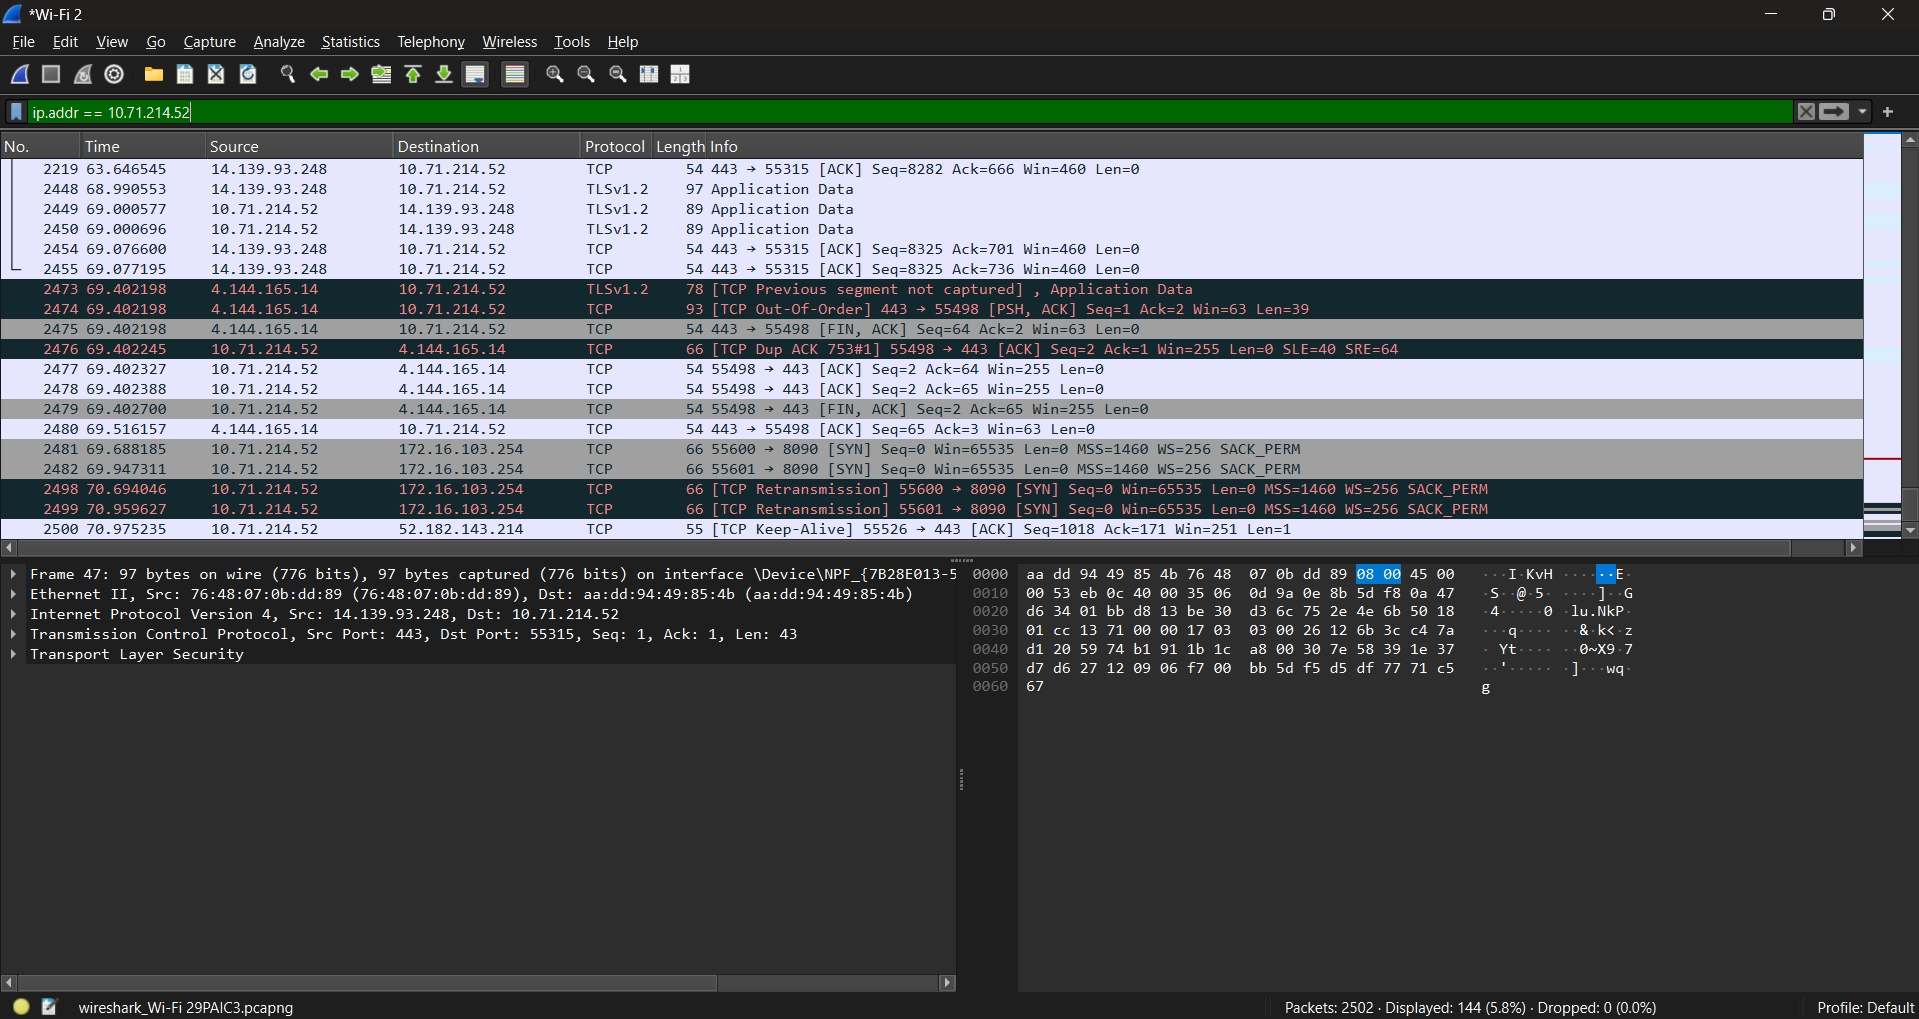 *Wi-Fi 2
File Edit View Go Capture Analyze Statistics Telephony Wireless Tools Help
ip.addr == 10.71.214.52
No. Time Source Destination Protocol Length Info
2219 63.646545 14.139.93.248 10.71.214.52 TCP 54 443 → 55315 [ACK] Seq=8282 Ack=666 Win=460 Len=0
2448 68.990553 14.139.93.248 10.71.214.52 TLSv1.2 97 Application Data
2449 69.000577 10.71.214.52 14.139.93.248 TLSv1.2 89 Application Data
2450 69.000696 10.71.214.52 14.139.93.248 TLSv1.2 89 Application Data
2454 69.076600 14.139.93.248 10.71.214.52 TCP 54 443 → 55315 [ACK] Seq=8325 Ack=701 Win=460 Len=0
2455 69.077195 14.139.93.248 10.71.214.52 TCP 54 443 → 55315 [ACK] Seq=8325 Ack=736 Win=460 Len=0
2473 69.402198 4.144.165.14 10.71.214.52 TLSv1.2 78 [TCP Previous segment not captured] , Application Data
2474 69.402198 4.144.165.14 10.71.214.52 TCP 93 [TCP Out-Of-Order] 443 → 55498 [PSH, ACK] Seq=1 Ack=2 Win=63 Len=39
2475 69.402198 4.144.165.14 10.71.214.52 TCP 54 443 → 55498 [FIN, ACK] Seq=64 Ack=2 Win=63 Len=0
2476 69.402245 10.71.214.52 4.144.165.14 TCP 66 [TCP Dup ACK 753#1] 55498 → 443 [ACK] Seq=2 Ack=1 Win=255 Len=0 SLE=40 SRE=64
2477 69.402327 10.71.214.52 4.144.165.14 TCP 54 55498 → 443 [ACK] Seq=2 Ack=64 Win=255 Len=0
2478 69.402388 10.71.214.52 4.144.165.14 TCP 54 55498 → 443 [ACK] Seq=2 Ack=65 Win=255 Len=0
2479 69.402700 10.71.214.52 4.144.165.14 TCP 54 55498 → 443 [FIN, ACK] Seq=2 Ack=65 Win=255 Len=0
2480 69.516157 4.144.165.14 10.71.214.52 TCP 54 443 → 55498 [ACK] Seq=65 Ack=3 Win=63 Len=0
2481 69.688185 10.71.214.52 172.16.103.254 TCP 66 55600 → 8090 [SYN] Seq=0 Win=65535 Len=0 MSS=1460 WS=256 SACK_PERM
2482 69.947311 10.71.214.52 172.16.103.254 TCP 66 55601 → 8090 [SYN] Seq=0 Win=65535 Len=0 MSS=1460 WS=256 SACK_PERM
2498 70.694046 10.71.214.52 172.16.103.254 TCP 66 [TCP Retransmission] 55600 → 8090 [SYN] Seq=0 Win=65535 Len=0 MSS=1460 WS=256 SACK_PERM
2499 70.959627 10.71.214.52 172.16.103.254 TCP 66 [TCP Retransmission] 55601 → 8090 [SYN] Seq=0 Win=65535 Len=0 MSS=1460 WS=256 SACK_PERM
2500 70.975235 10.71.214.52 52.182.143.214 TCP 55 [TCP Keep-Alive] 55526 → 443 [ACK] Seq=1018 Ack=171 Win=251 Len=1
Frame 47: 97 bytes on wire (776 bits), 97 bytes captured (776 bits) on interface \Device\NPF_{7B28E013-5
Ethernet II, Src: 76:48:07:0b:dd:89 (76:48:07:0b:dd:89), Dst: aa:dd:94:49:85:4b (aa:dd:94:49:85:4b)
Internet Protocol Version 4, Src: 14.139.93.248, Dst: 10.71.214.52
Transmission Control Protocol, Src Port: 443, Dst Port: 55315, Seq: 1, Ack: 1, Len: 43
Transport Layer Security
0000 aa dd 94 49 85 4b 76 48 07 0b dd 89 08 00 45 00 ···I·KvH ······E·
0010 00 53 eb 0c 40 00 35 06 0d 9a 0e 8b 5d f8 0a 47 ·S··@·5· ····]··G
0020 d6 34 01 bb d8 13 be 30 d3 6c 75 2e 4e 6b 50 18 ·4·····0 ·lu.NkP·
0030 01 cc 13 71 00 00 17 03 03 00 26 12 6b 3c c4 7a ···q···· ··&·k<·z
0040 d1 20 59 74 b1 91 1b 1c a8 00 30 7e 58 39 1e 37 · Yt···· ··0~X9·7
0050 d7 d6 27 12 09 06 f7 00 bb 5d f5 d5 df 77 71 c5 ··'····· ·]···wq·
0060 67 g
wireshark_Wi-Fi 29PAIC3.pcapng Packets: 2502 · Displayed: 144 (5.8%) · Dropped: 0 (0.0%) Profile: Default